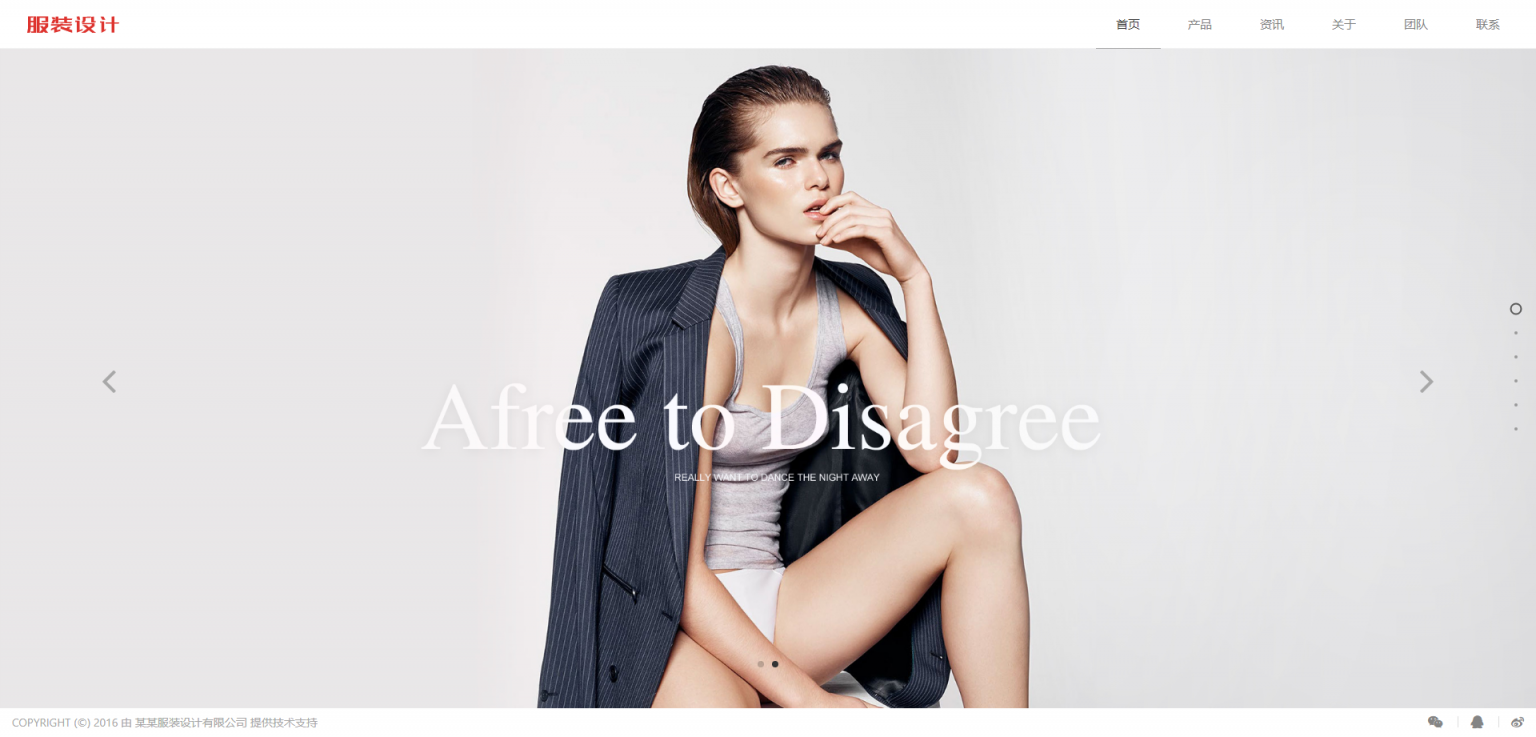 服装设计
首页 产品 资讯 关于 团队 联系
Afree to Disagree
REALLY WANT TO DANCE THE NIGHT AWAY
COPYRIGHT (©) 2016 由 某某服装设计有限公司 提供技术支持